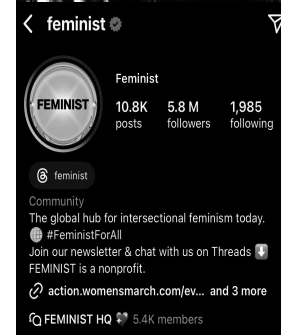 feminist
FEMINIST
Feminist
10.8K 5.8 M 1,985
posts followers following
feminist
Community
The global hub for intersectional feminism today.
🌐 #FeministForAll
Join our newsletter & chat with us on Threads ⬇️
FEMINIST is a nonprofit.
action.womensmarch.com/ev... and 3 more
FEMINIST HQ 💖 5.4K members